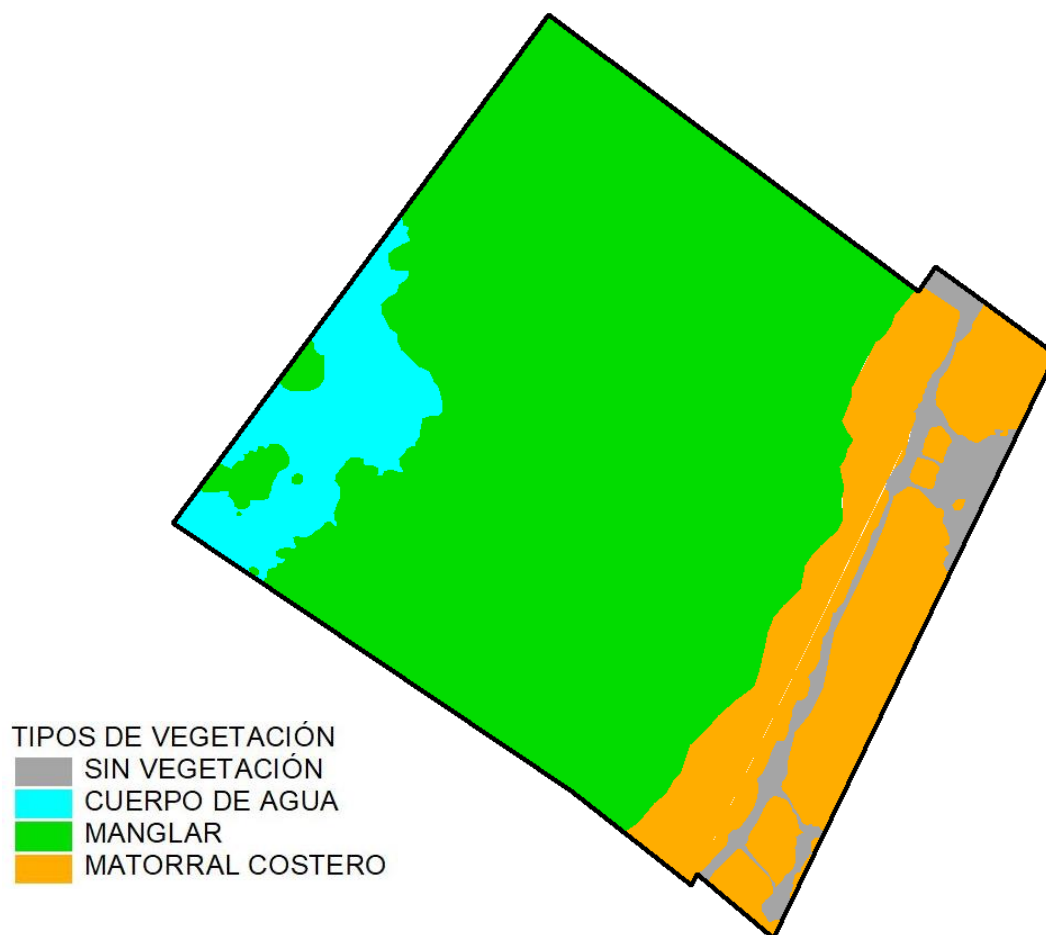 TIPOS DE VEGETACIÓN
SIN VEGETACIÓN
CUERPO DE AGUA
MANGLAR
MATORRAL COSTERO